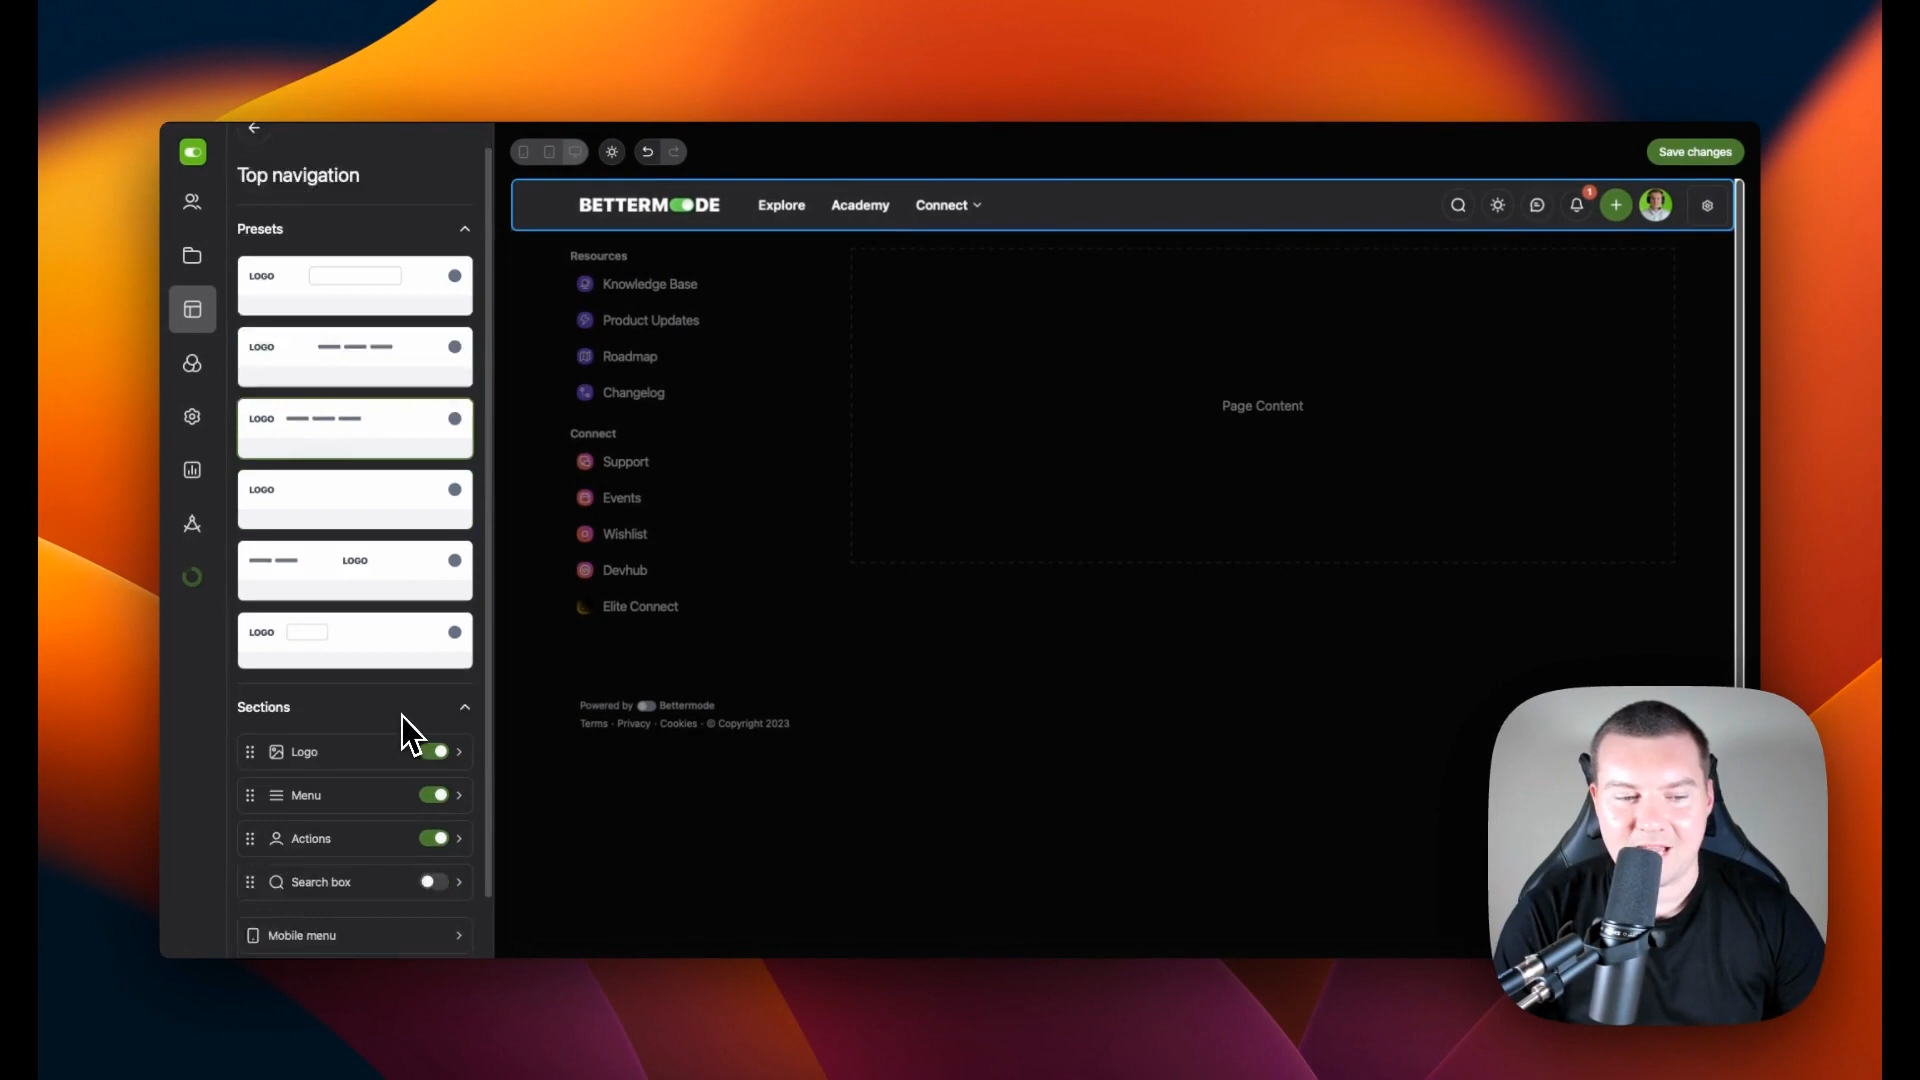 Top navigation
Presets
LOGO
LOGO
LOGO
LOGO
LOGO
LOGO
Sections
Logo
Menu
Actions
Search box
Mobile menu
Save changes
BETTERMODE
Explore
Academy
Connect
1
Resources
Knowledge Base
Product Updates
Roadmap
Changelog
Connect
Support
Events
Wishlist
Devhub
Elite Connect
Page Content
Powered by Bettermode
Terms · Privacy · Cookies · © Copyright 2023